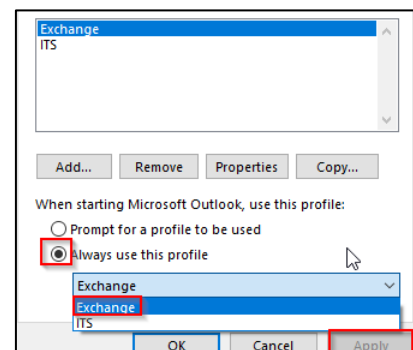 Exchange
ITS
Add... Remove Properties Copy...
When starting Microsoft Outlook, use this profile:
Prompt for a profile to be used
Always use this profile
Exchange
Exchange
ITS
OK Cancel Apply